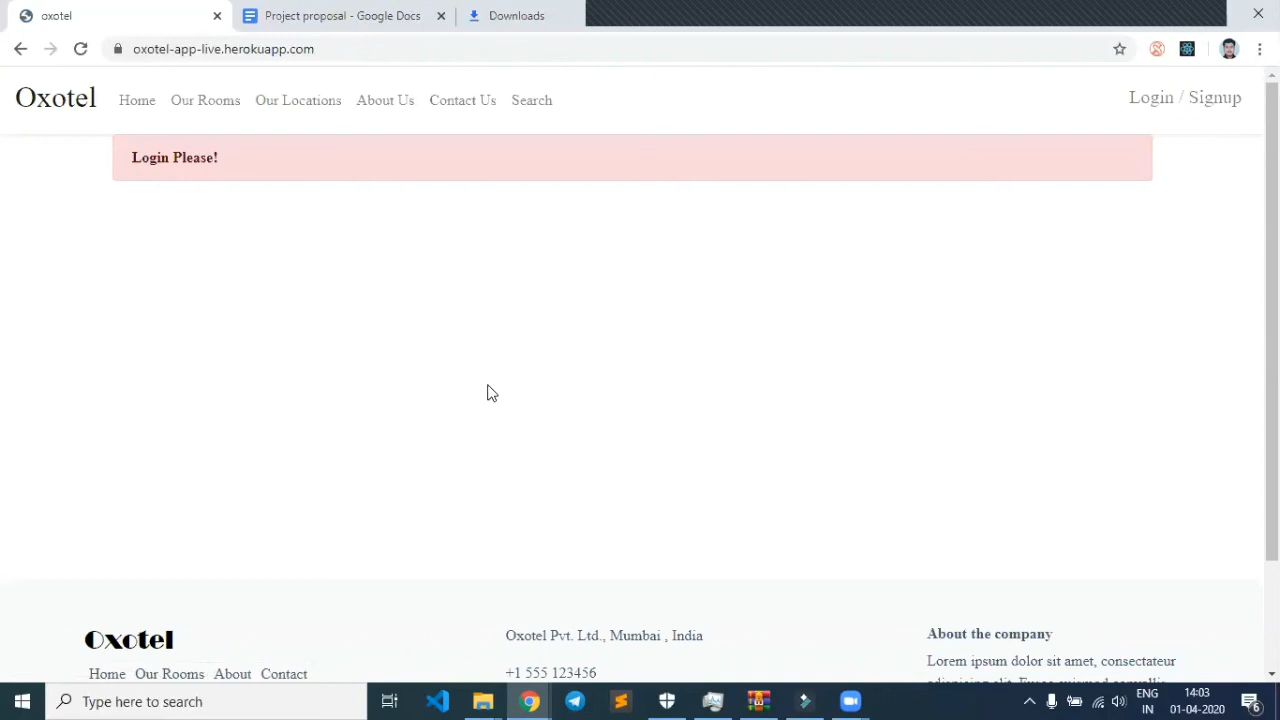 oxotel
Project proposal - Google Docs
Downloads
oxotel-app-live.herokuapp.com
Oxotel
Home
Our Rooms
Our Locations
About Us
Contact Us
Search
Login / Signup
Login Please!
Oxotel
Home
Our Rooms
About
Contact
Oxotel Pvt. Ltd., Mumbai , India
+1 555 123456
About the company
Lorem ipsum dolor sit amet, consectetur
Type here to search
ENG
IN
14:03
01-04-2020
6